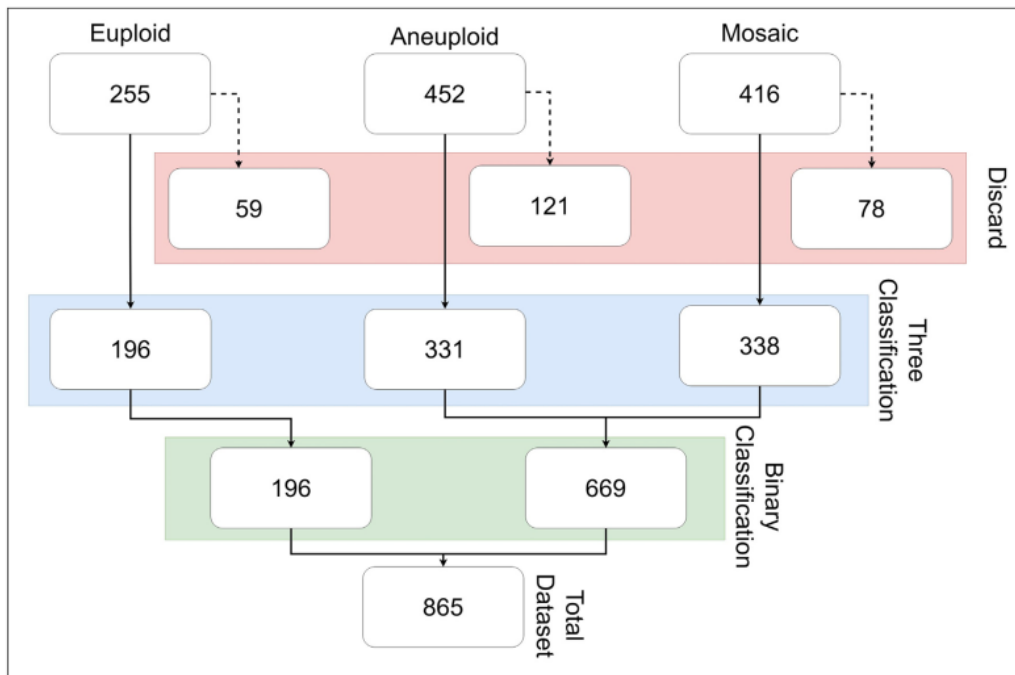 Euploid
Aneuploid
Mosaic
255
452
416
59
121
78
Discard
196
331
338
Three
Classification
196
669
Binary
Classification
865
Total
Dataset